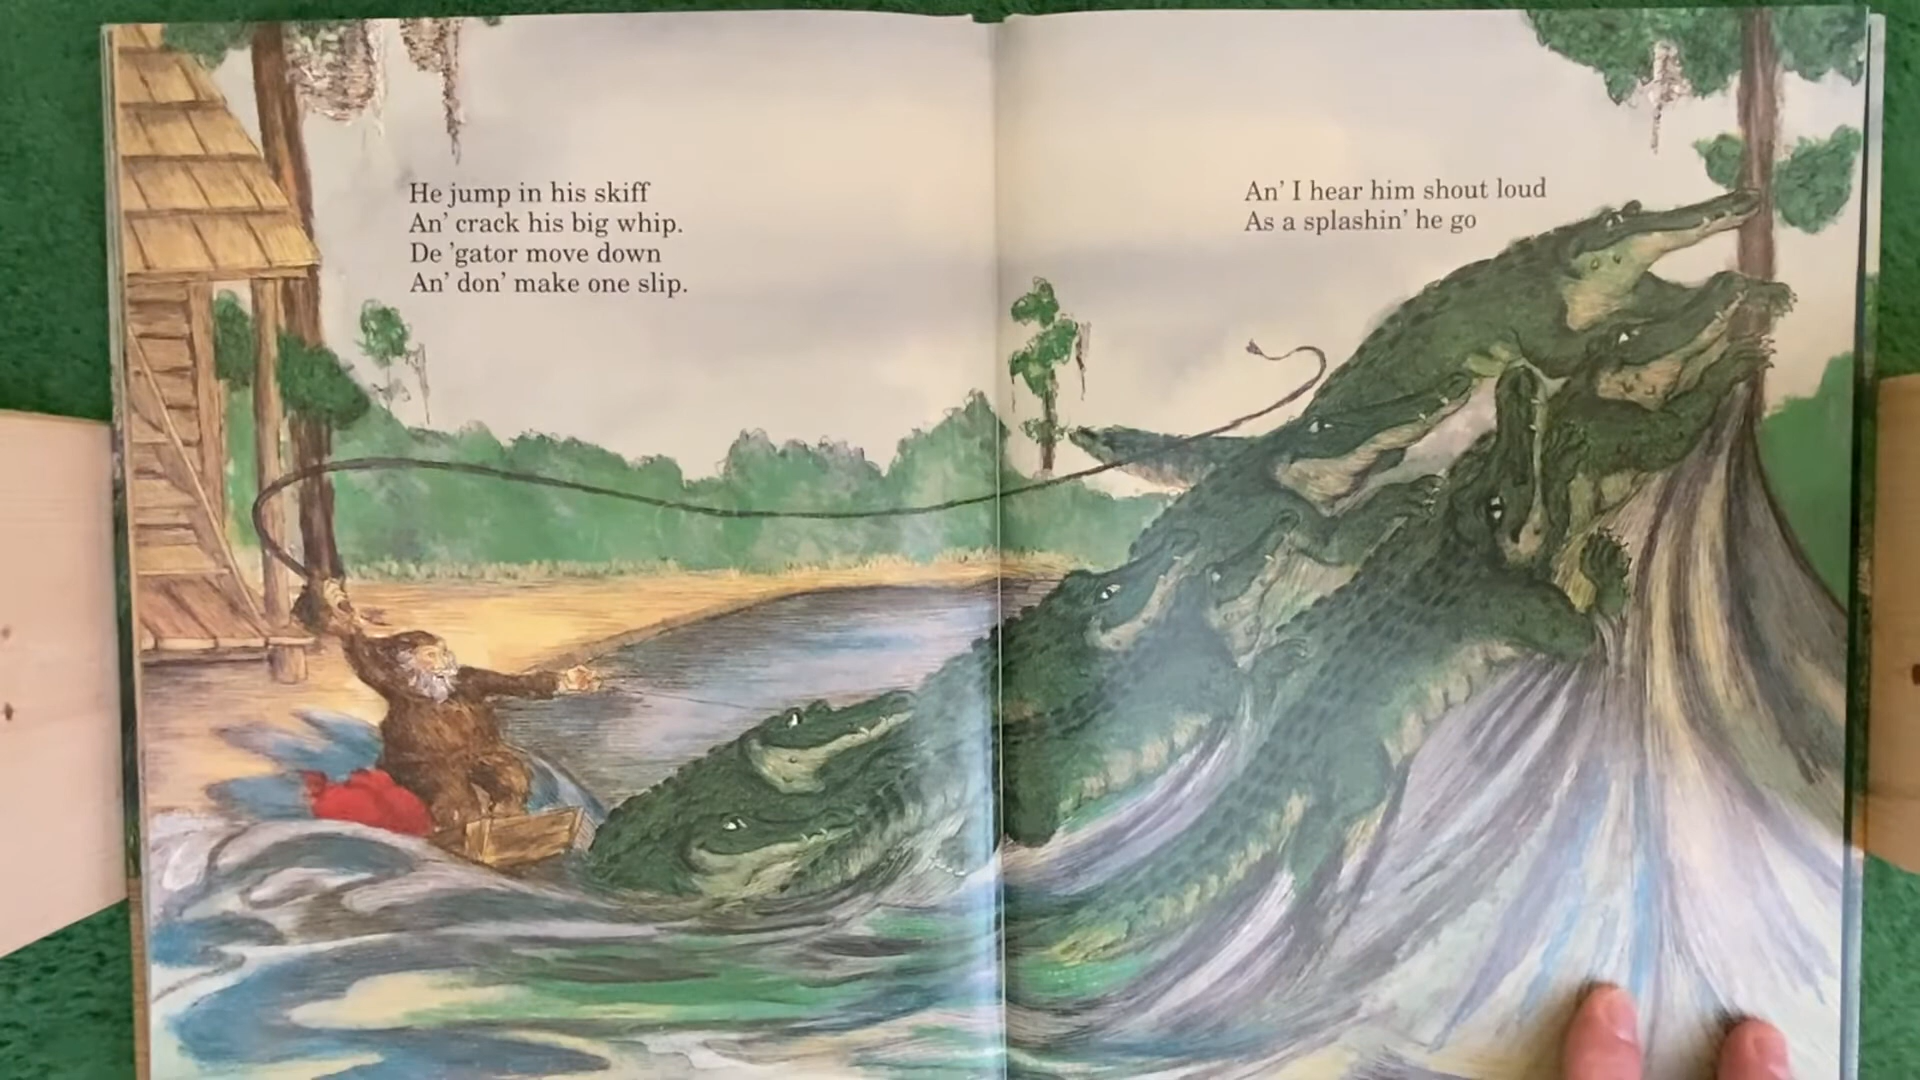 He jump in his skiff
An’ crack his big whip.
De ’gator move down
An’ don’ make one slip.
An’ I hear him shout loud
As a splashin’ he go